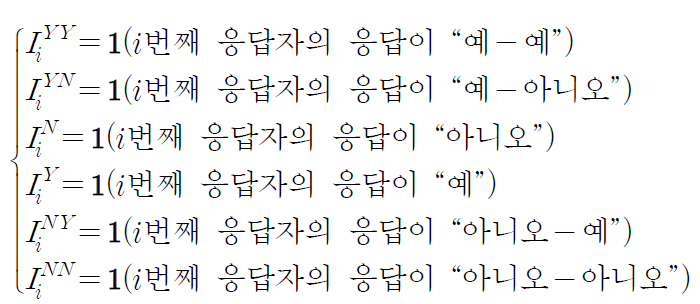 I_i^{YY} = 1(i번째 응답자의 응답이 “예－예”)
I_i^{YN} = 1(i번째 응답자의 응답이 “예－아니오”)
I_i^{N} = 1(i번째 응답자의 응답이 “아니오”)
I_i^{Y} = 1(i번째 응답자의 응답이 “예”)
I_i^{NY} = 1(i번째 응답자의 응답이 “아니오－예”)
I_i^{NN} = 1(i번째 응답자의 응답이 “아니오－아니오”)